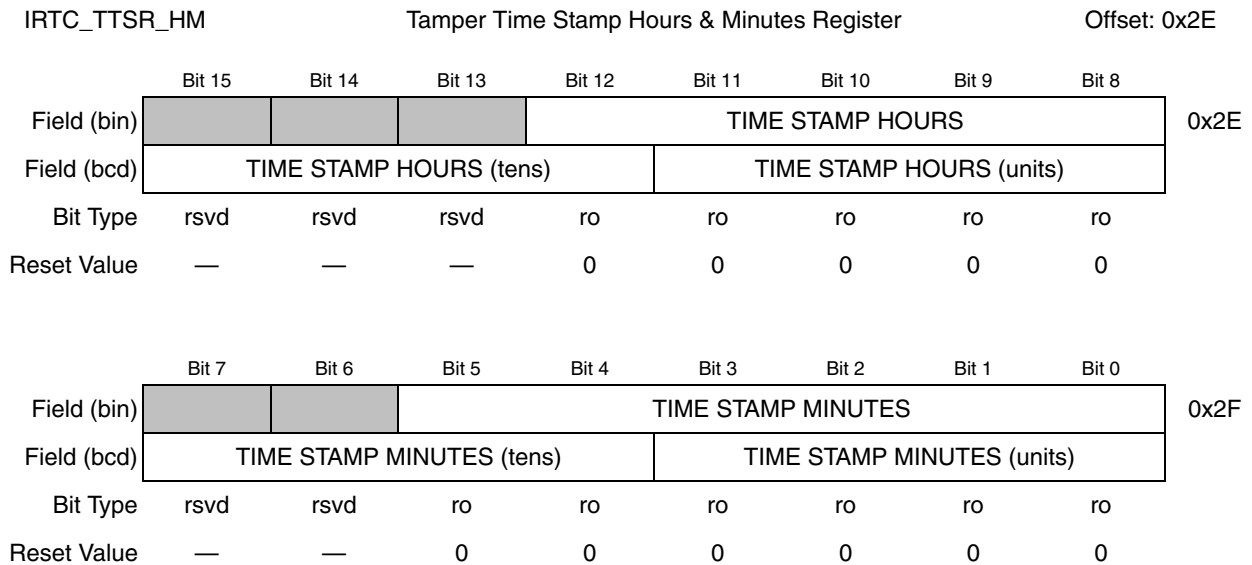 IRTC_TTSR_HM Tamper Time Stamp Hours & Minutes Register Offset: 0x2E
Bit 15 Bit 14 Bit 13 Bit 12 Bit 11 Bit 10 Bit 9 Bit 8
Field (bin) TIME STAMP HOURS 0x2E
Field (bcd) TIME STAMP HOURS (tens) TIME STAMP HOURS (units)
Bit Type rsvd rsvd rsvd ro ro ro ro ro
Reset Value — — — 0 0 0 0 0
Bit 7 Bit 6 Bit 5 Bit 4 Bit 3 Bit 2 Bit 1 Bit 0
Field (bin) TIME STAMP MINUTES 0x2F
Field (bcd) TIME STAMP MINUTES (tens) TIME STAMP MINUTES (units)
Bit Type rsvd rsvd ro ro ro ro ro ro
Reset Value — — 0 0 0 0 0 0